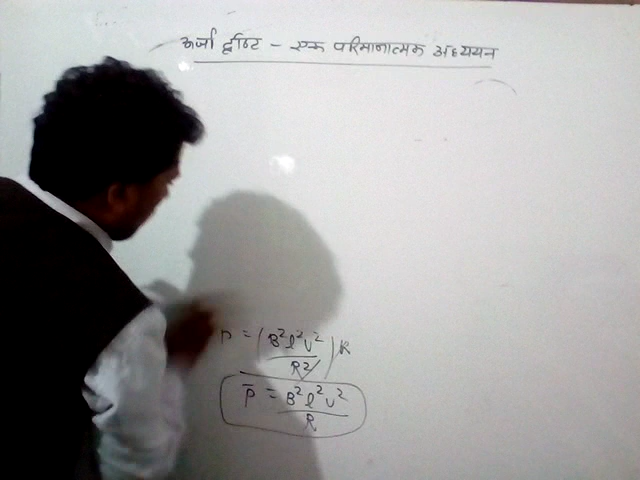 ऊर्जा दृष्टि - एक परिमाणात्मक अध्ययन
P = (B²l²v²/R²)R
P = B²l²v²/R